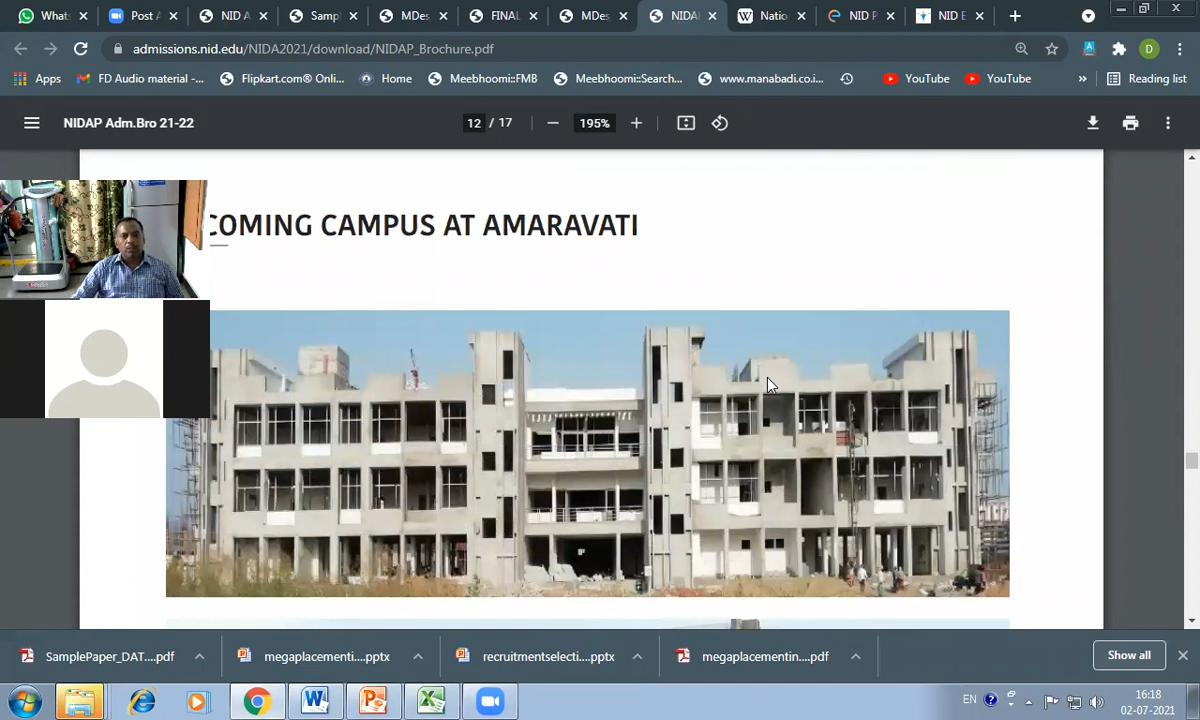 Whats
Post A
NID A
Sampl
MDes
FINAL
MDes
NIDA
Natio
NID P
NID E
admissions.nid.edu/NIDA2021/download/NIDAP_Brochure.pdf
D
Apps
FD Audio material -...
Flipkart.com® Onli...
Home
Meebhoomi::FMB
Meebhoomi::Search...
www.manabadi.co.i...
YouTube
YouTube
»
Reading list
NIDAP Adm.Bro 21-22
12 / 17
195%
COMING CAMPUS AT AMARAVATI
SamplePaper_DAT....pdf
megaplacementi....pptx
recruitmentselecti....pptx
megaplacementin....pdf
Show all
EN
16:18
02-07-2021